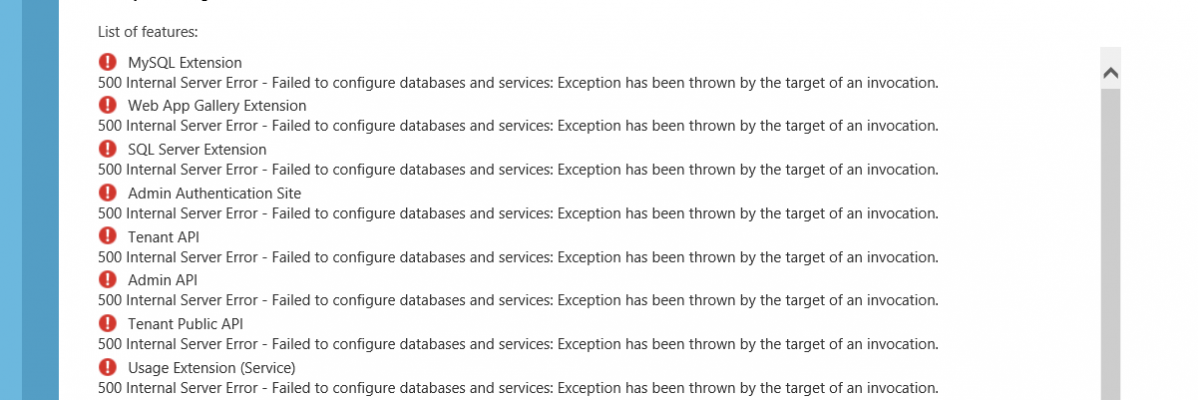 List of features:
MySQL Extension
500 Internal Server Error - Failed to configure databases and services: Exception has been thrown by the target of an invocation.
Web App Gallery Extension
500 Internal Server Error - Failed to configure databases and services: Exception has been thrown by the target of an invocation.
SQL Server Extension
500 Internal Server Error - Failed to configure databases and services: Exception has been thrown by the target of an invocation.
Admin Authentication Site
500 Internal Server Error - Failed to configure databases and services: Exception has been thrown by the target of an invocation.
Tenant API
500 Internal Server Error - Failed to configure databases and services: Exception has been thrown by the target of an invocation.
Admin API
500 Internal Server Error - Failed to configure databases and services: Exception has been thrown by the target of an invocation.
Tenant Public API
500 Internal Server Error - Failed to configure databases and services: Exception has been thrown by the target of an invocation.
Usage Extension (Service)
500 Internal Server Error - Failed to configure databases and services: Exception has been thrown by the target of an invocation.